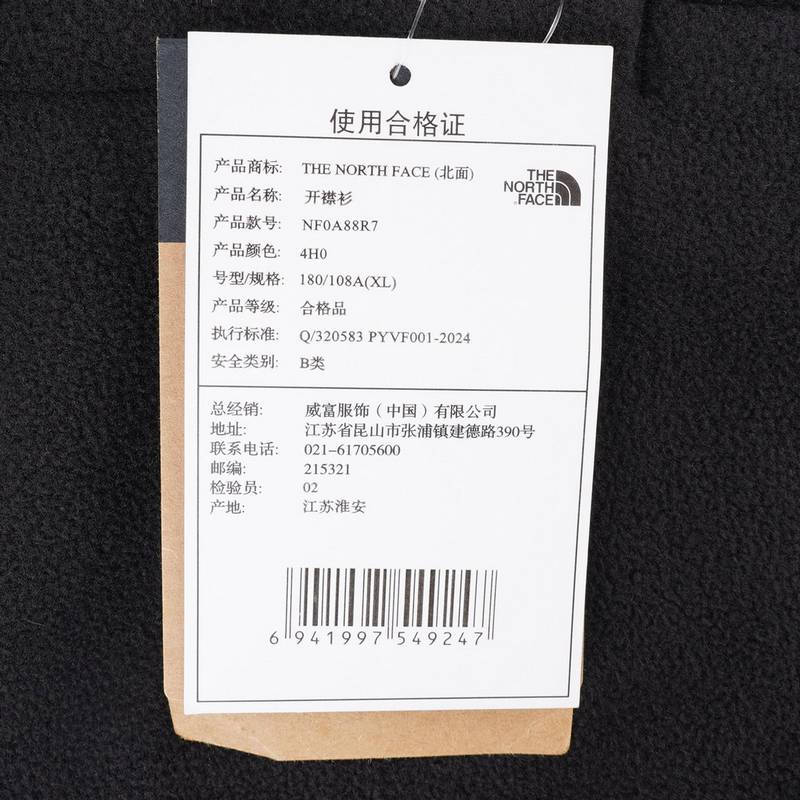 使用合格证
产品商标: THE NORTH FACE (北面)
产品名称: 开襟衫
产品款号: NF0A88R7
产品颜色: 4H0
号型/规格: 180/108A(XL)
产品等级: 合格品
执行标准: Q/320583 PYVF001-2024
安全类别: B类
THE
NORTH
FACE
总经销: 威富服饰（中国）有限公司
地址: 江苏省昆山市张浦镇建德路390号
联系电话: 021-61705600
邮编: 215321
检验员: 02
产地: 江苏淮安
6 941997 549247